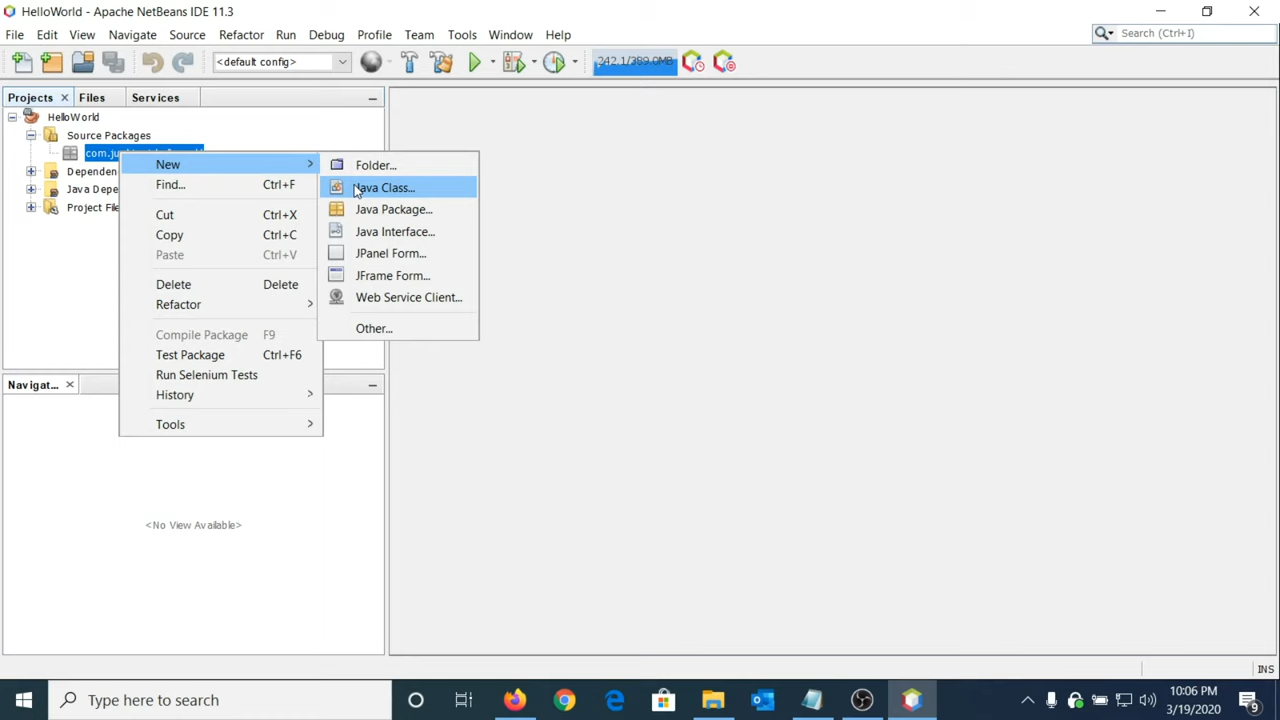 HelloWorld - Apache NetBeans IDE 11.3
File Edit View Navigate Source Refactor Run Debug Profile Team Tools Window Help
Search (Ctrl+I)
<default config>
242.1/389.0MB
Projects Files Services
HelloWorld
Source Packages
Dependen
Java Depe
Project File
New
Find... Ctrl+F
Cut Ctrl+X
Copy Ctrl+C
Paste Ctrl+V
Delete Delete
Refactor
Compile Package F9
Test Package Ctrl+F6
Run Selenium Tests
History
Tools
Folder...
Java Class...
Java Package...
Java Interface...
JPanel Form...
JFrame Form...
Web Service Client...
Other...
Navigat...
<No View Available>
INS
Type here to search
10:06 PM
3/19/2020
9